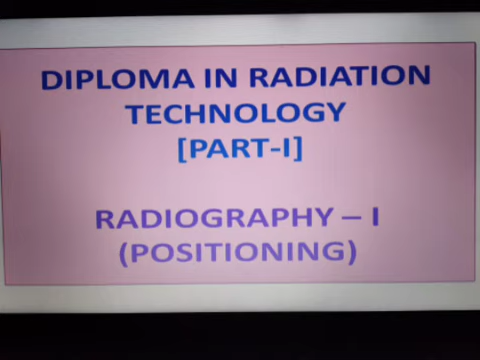 DIPLOMA IN RADIATION
TECHNOLOGY
[PART-I]
RADIOGRAPHY – I
(POSITIONING)